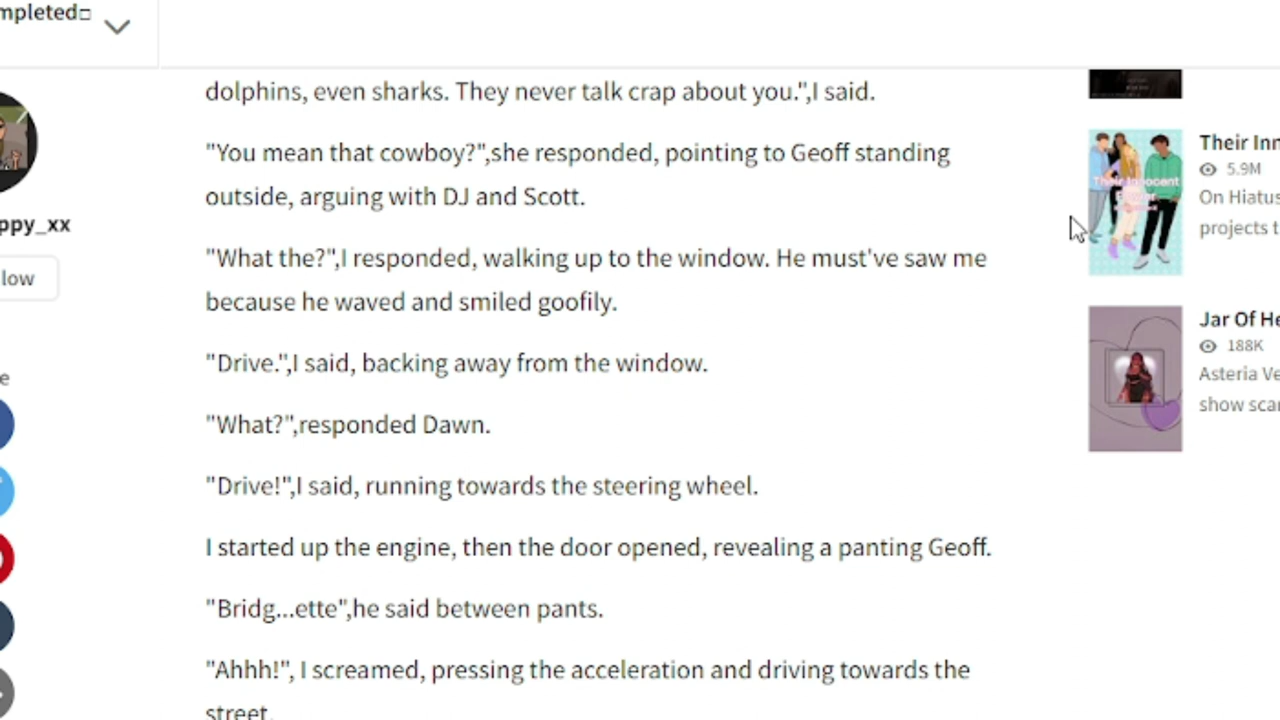 mpleted
dolphins, even sharks. They never talk crap about you.",I said.
"You mean that cowboy?",she responded, pointing to Geoff standing
outside, arguing with DJ and Scott.
"What the?",I responded, walking up to the window. He must've saw me
because he waved and smiled goofily.
"Drive.",I said, backing away from the window.
"What?",responded Dawn.
"Drive!",I said, running towards the steering wheel.
I started up the engine, then the door opened, revealing a panting Geoff.
"Bridg...ette",he said between pants.
"Ahhh!", I screamed, pressing the acceleration and driving towards the
street.
ppy_xx
low
e
Their Innocent
Their Inn
5.9M
On Hiatus
projects t
Jar Of He
188K
Asteria Ve
show scar